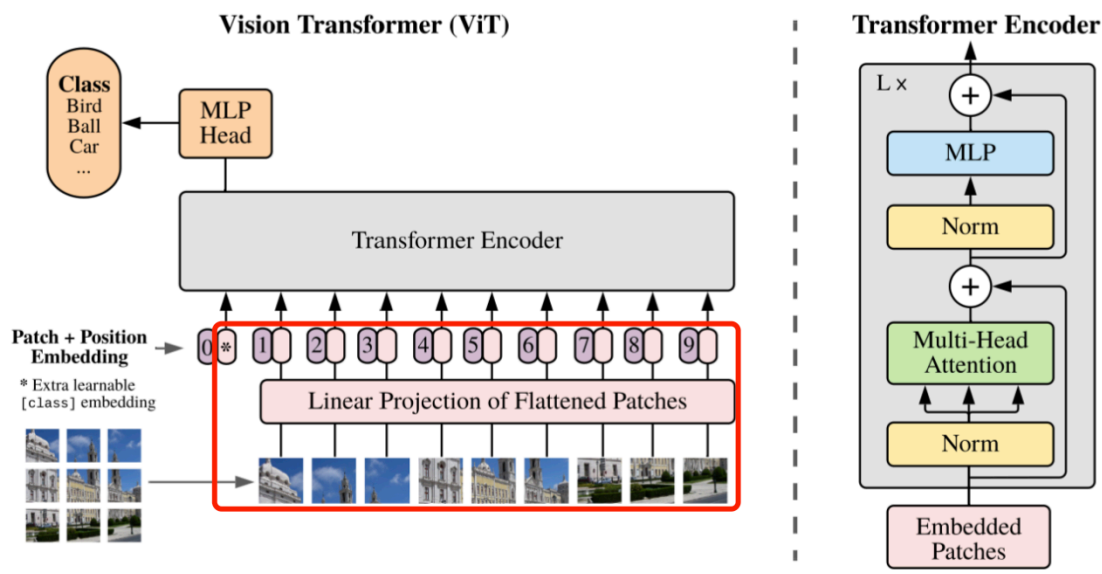 Vision Transformer (ViT)
Class
Bird
Ball
Car
...
MLP
Head
Transformer Encoder
Patch + Position
Embedding
0 * 1 2 3 4 5 6 7 8 9
* Extra learnable
[class] embedding
Linear Projection of Flattened Patches
Transformer Encoder
L ×
+
MLP
Norm
+
Multi-Head
Attention
Norm
Embedded
Patches